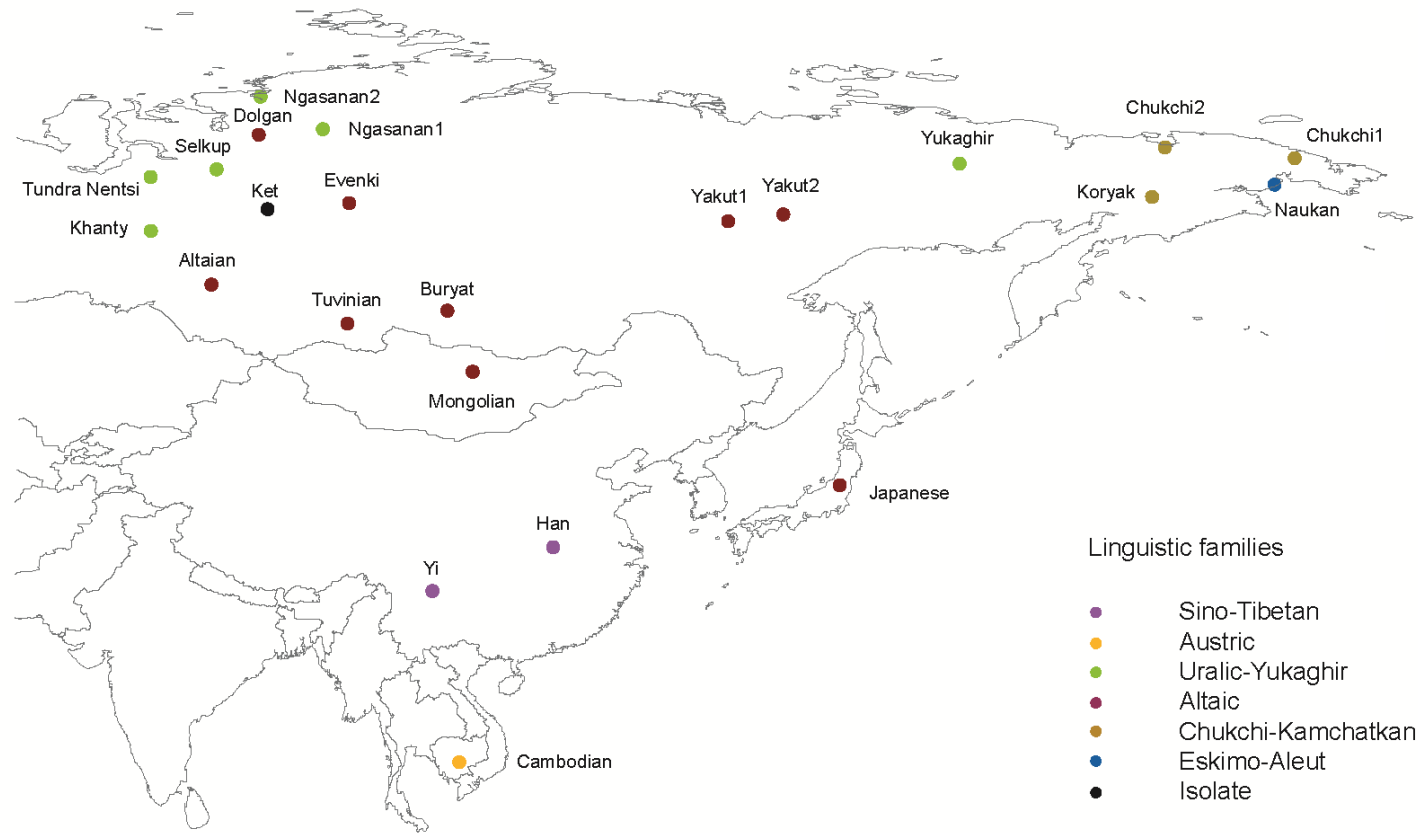 Ngasanan2
Chukchi2
Dolgan
Ngasanan1
Yukaghir
Chukchi1
Selkup
Tundra Nentsi
Ket
Evenki
Yakut1
Yakut2
Koryak
Naukan
Khanty
Altaian
Tuvinian
Buryat
Mongolian
Japanese
Han
Yi
Cambodian
Linguistic families
Sino-Tibetan
Austric
Uralic-Yukaghir
Altaic
Chukchi-Kamchatkan
Eskimo-Aleut
Isolate